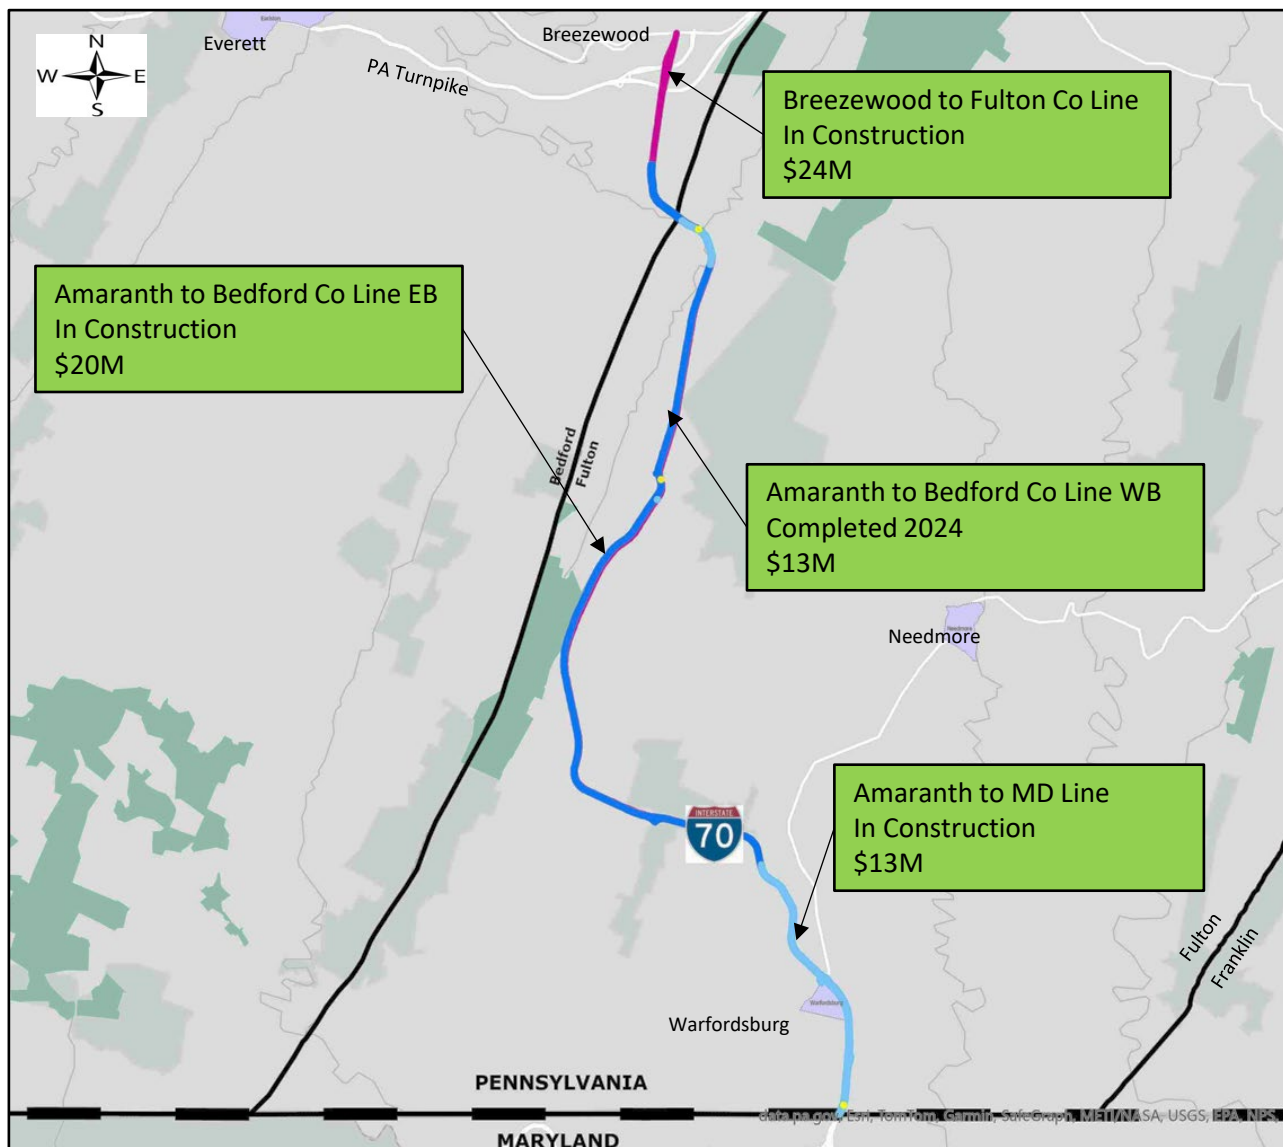 Everett
Breezewood
N
W E
S
PA Turnpike
Breezewood to Fulton Co Line
In Construction
$24M
Amaranth to Bedford Co Line EB
In Construction
$20M
Bedford
Fulton
Amaranth to Bedford Co Line WB
Completed 2024
$13M
Needmore
Needmore
INTERSTATE
70
Amaranth to MD Line
In Construction
$13M
Fulton
Franklin
Warfordsburg
Warfordsburg
PENNSYLVANIA
data.pa.gov, Esri, TomTom, Garmin, SafeGraph, METI/NASA, USGS, EPA, NPS,
MARYLAND